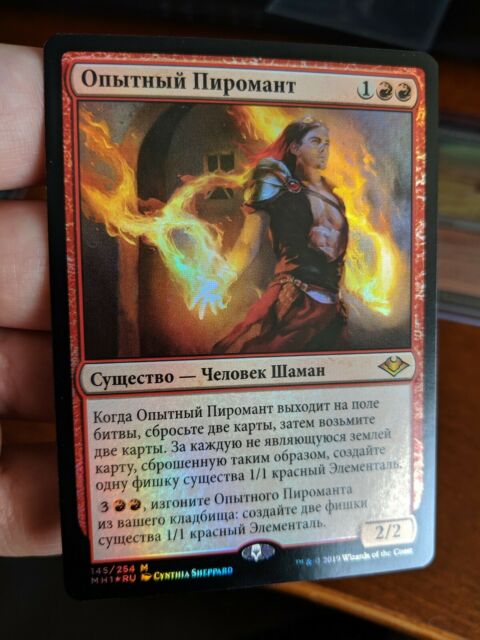 Опытный Пиромант 1
Существо — Человек Шаман
Когда Опытный Пиромант выходит на поле
битвы, сбросьте две карты, затем возьмите
две карты. За каждую не являющуюся землей
карту, сброшенную таким образом, создайте
одну фишку существа 1/1 красный Элементаль.
3 , изгоните Опытного Пироманта
из вашего кладбища: создайте две фишки
существа 1/1 красный Элементаль.
2/2
145/254 M
MH1★RU Cynthia Sheppard
™ & © 2019 Wizards of the Coast